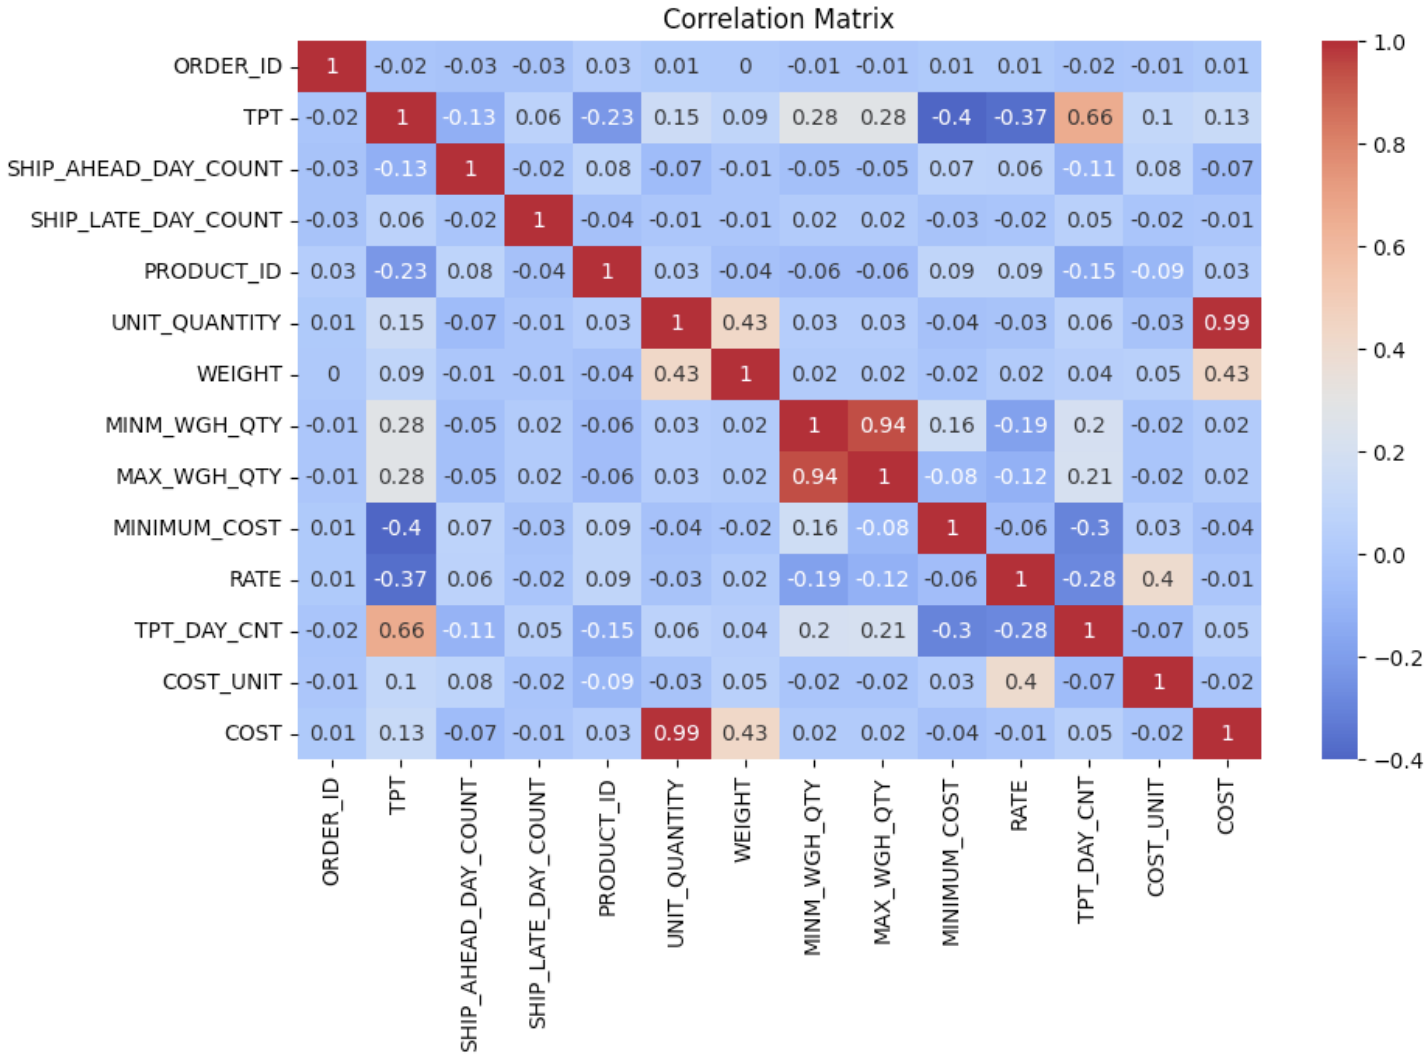 Correlation Matrix
ORDER_ID 1 -0.02 -0.03 -0.03 0.03 0.01 0 -0.01 -0.01 0.01 0.01 -0.02 -0.01 0.01
TPT -0.02 1 -0.13 0.06 -0.23 0.15 0.09 0.28 0.28 -0.4 -0.37 0.66 0.1 0.13
SHIP_AHEAD_DAY_COUNT -0.03 -0.13 1 -0.02 0.08 -0.07 -0.01 -0.05 -0.05 0.07 0.06 -0.11 0.08 -0.07
SHIP_LATE_DAY_COUNT -0.03 0.06 -0.02 1 -0.04 -0.01 -0.01 0.02 0.02 -0.03 -0.02 0.05 -0.02 -0.01
PRODUCT_ID 0.03 -0.23 0.08 -0.04 1 0.03 -0.04 -0.06 -0.06 0.09 0.09 -0.15 -0.09 0.03
UNIT_QUANTITY 0.01 0.15 -0.07 -0.01 0.03 1 0.43 0.03 0.03 -0.04 -0.03 0.06 -0.03 0.99
WEIGHT 0 0.09 -0.01 -0.01 -0.04 0.43 1 0.02 0.02 -0.02 0.02 0.04 0.05 0.43
MINM_WGH_QTY -0.01 0.28 -0.05 0.02 -0.06 0.03 0.02 1 0.94 0.16 -0.19 0.2 -0.02 0.02
MAX_WGH_QTY -0.01 0.28 -0.05 0.02 -0.06 0.03 0.02 0.94 1 -0.08 -0.12 0.21 -0.02 0.02
MINIMUM_COST 0.01 -0.4 0.07 -0.03 0.09 -0.04 -0.02 0.16 -0.08 1 -0.06 -0.3 0.03 -0.04
RATE 0.01 -0.37 0.06 -0.02 0.09 -0.03 0.02 -0.19 -0.12 -0.06 1 -0.28 0.4 -0.01
TPT_DAY_CNT -0.02 0.66 -0.11 0.05 -0.15 0.06 0.04 0.2 0.21 -0.3 -0.28 1 -0.07 0.05
COST_UNIT -0.01 0.1 0.08 -0.02 -0.09 -0.03 0.05 -0.02 -0.02 0.03 0.4 -0.07 1 -0.02
COST 0.01 0.13 -0.07 -0.01 0.03 0.99 0.43 0.02 0.02 -0.04 -0.01 0.05 -0.02 1
ORDER_ID
TPT
SHIP_AHEAD_DAY_COUNT
SHIP_LATE_DAY_COUNT
PRODUCT_ID
UNIT_QUANTITY
WEIGHT
MINM_WGH_QTY
MAX_WGH_QTY
MINIMUM_COST
RATE
TPT_DAY_CNT
COST_UNIT
COST
1.0
0.8
0.6
0.4
0.2
0.0
−0.2
−0.4